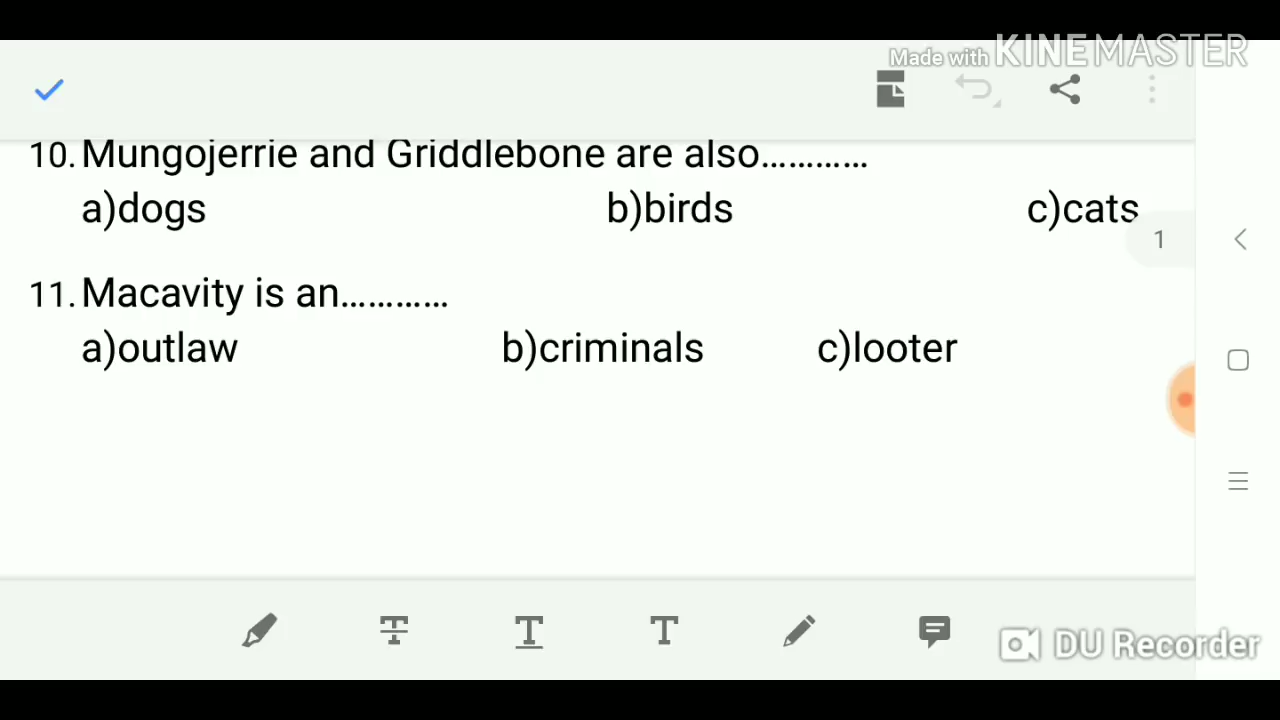 Made with KINEMASTER
10. Mungojerrie and Griddlebone are also............
a)dogs b)birds c)cats
1
11. Macavity is an............
a)outlaw b)criminals c)looter
T T T
DU Recorder